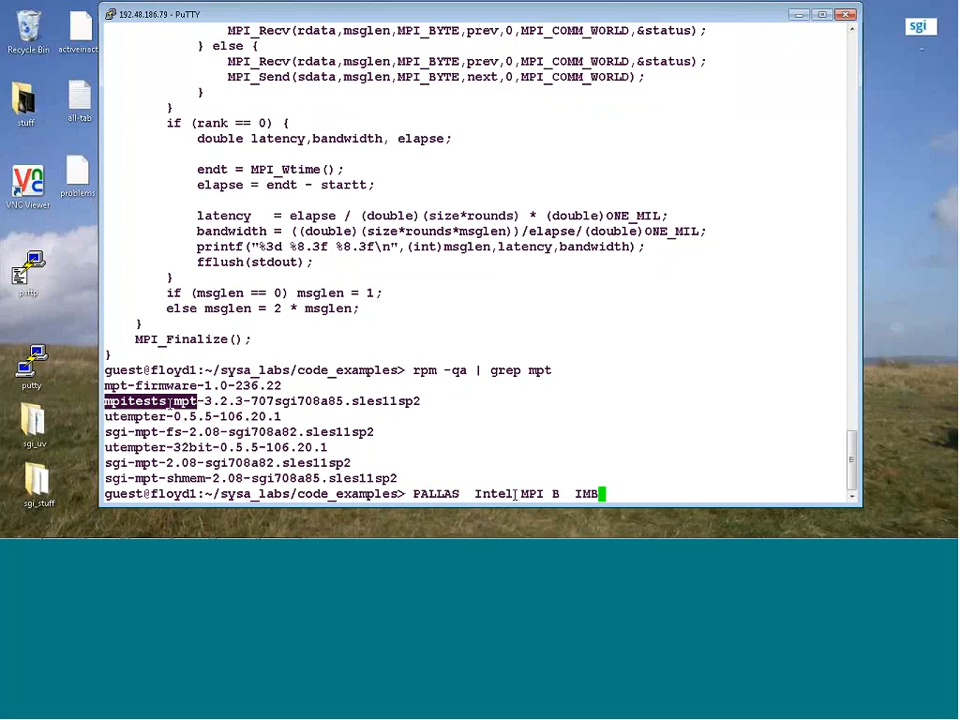 192.48.186.79 - PuTTY
sgi
Recycle Bin
activeinact
stuff
all-tab
VNC Viewer
problems
psftp
putty
sgi_uv
sgi_stuff
MPI_Recv(rdata,msglen,MPI_BYTE,prev,0,MPI_COMM_WORLD,&status);
} else {
MPI_Recv(rdata,msglen,MPI_BYTE,prev,0,MPI_COMM_WORLD,&status);
MPI_Send(sdata,msglen,MPI_BYTE,next,0,MPI_COMM_WORLD);
}
}
if (rank == 0) {
double latency,bandwidth, elapse;
endt = MPI_Wtime();
elapse = endt - startt;
latency   = elapse / (double)(size*rounds) * (double)ONE_MIL;
bandwidth = ((double)(size*rounds*msglen))/elapse/(double)ONE_MIL;
printf("%3d %8.3f %8.3f\n",(int)msglen,latency,bandwidth);
fflush(stdout);
}
if (msglen == 0) msglen = 1;
else msglen = 2 * msglen;
}
MPI_Finalize();
}
guest@floyd1:~/sysa_labs/code_examples> rpm -qa | grep mpt
mpt-firmware-1.0-236.22
mpitests_mpt-3.2.3-707sgi708a85.sles11sp2
utempter-0.5.5-106.20.1
sgi-mpt-fs-2.08-sgi708a82.sles11sp2
utempter-32bit-0.5.5-106.20.1
sgi-mpt-2.08-sgi708a82.sles11sp2
sgi-mpt-shmem-2.08-sgi708a85.sles11sp2
guest@floyd1:~/sysa_labs/code_examples> PALLAS  Intel MPI B  IMB